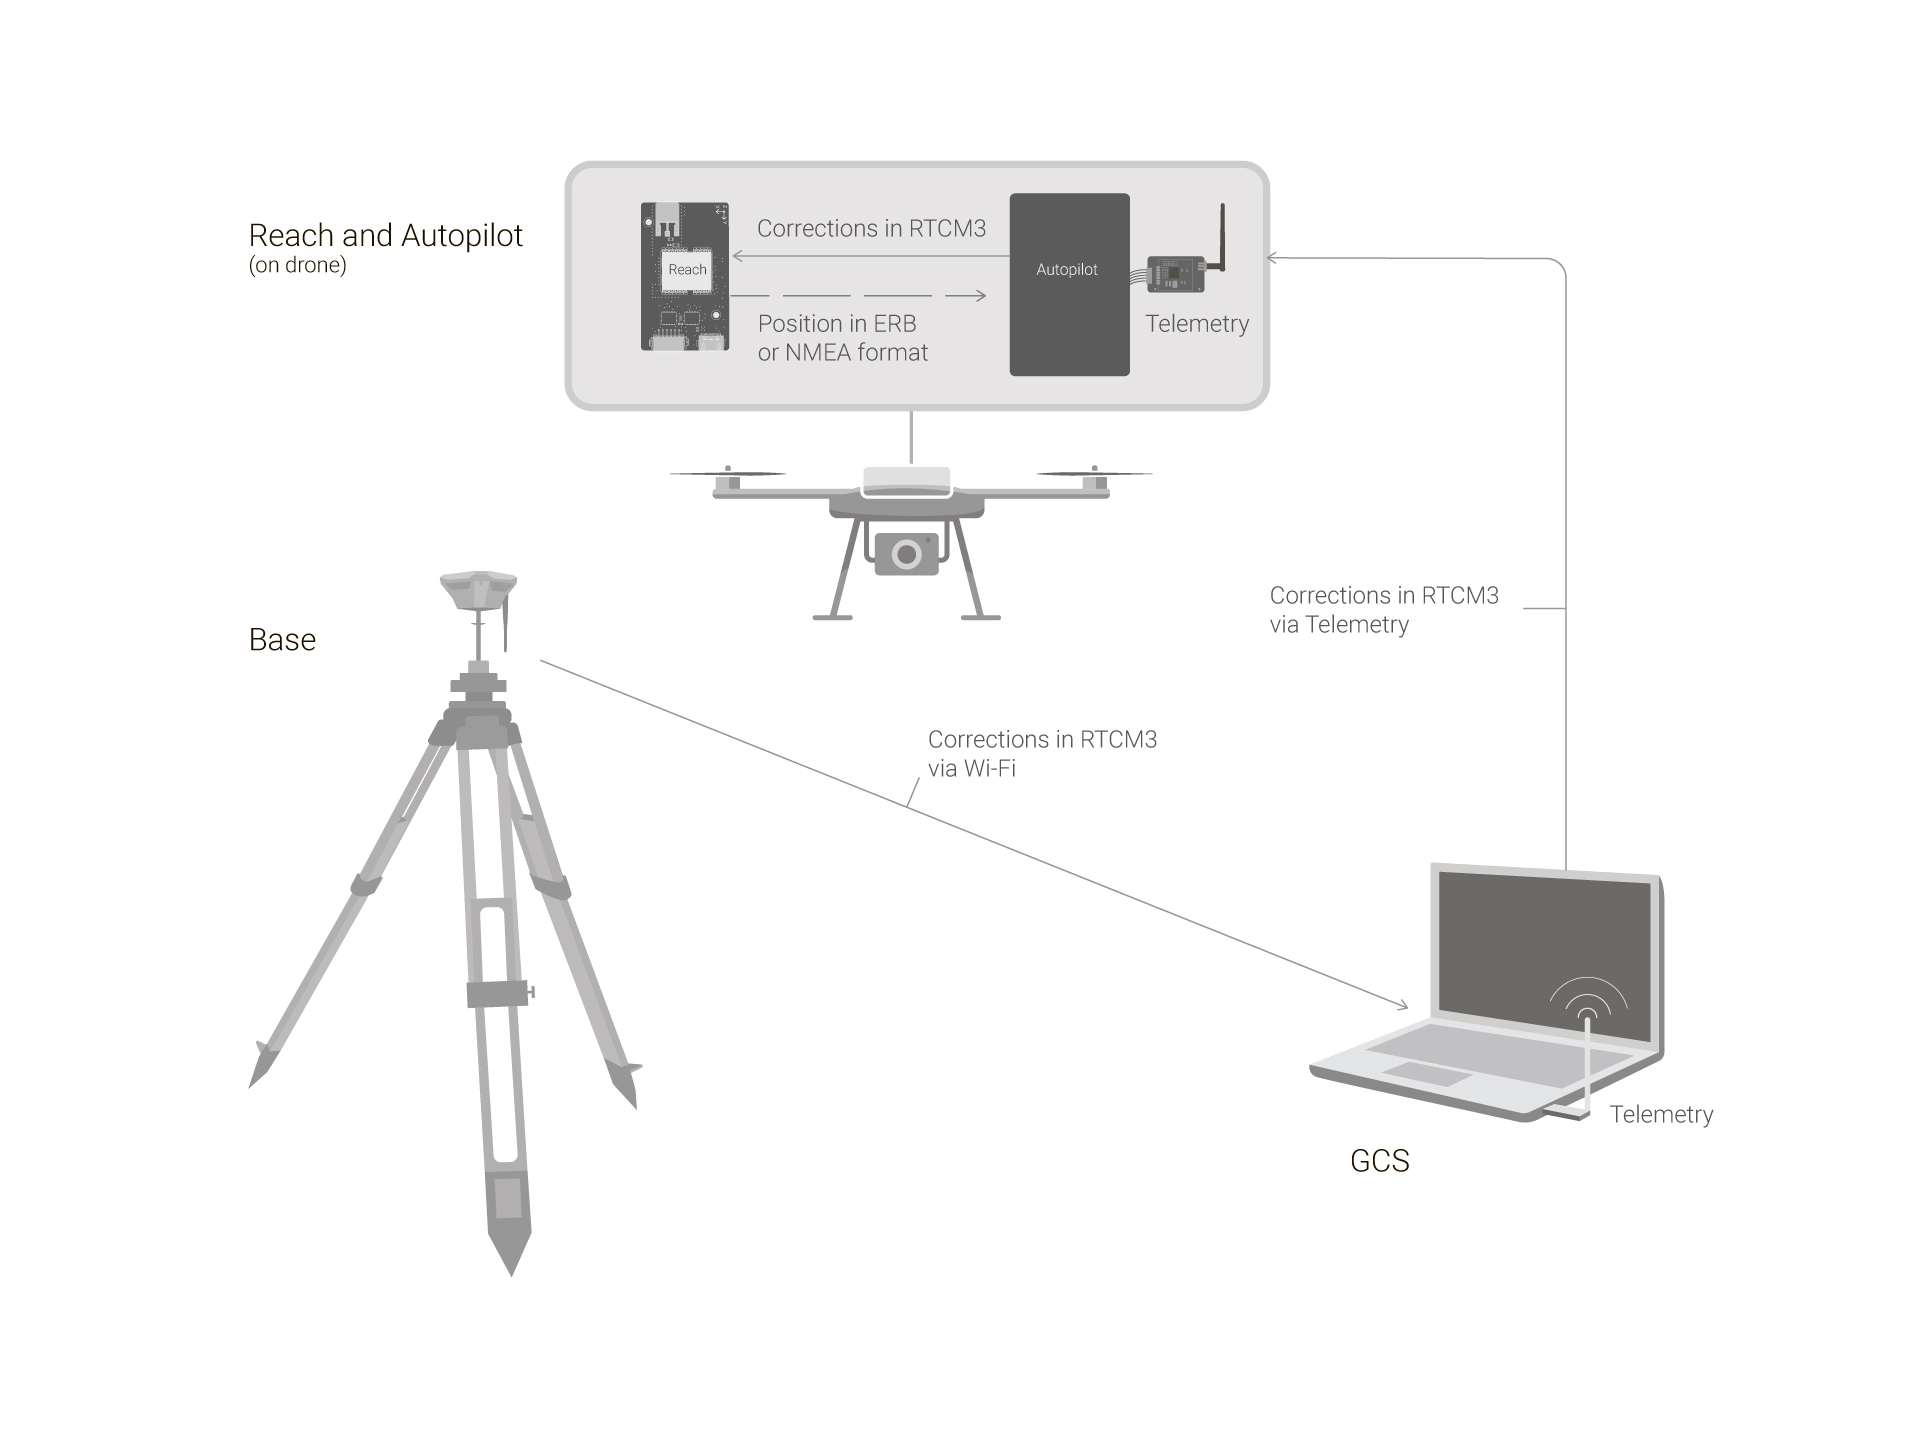 Reach and Autopilot
(on drone)
Reach
Corrections in RTCM3
Position in ERB
or NMEA format
Autopilot
Telemetry
Base
Corrections in RTCM3
via Telemetry
Corrections in RTCM3
via Wi-Fi
Telemetry
GCS